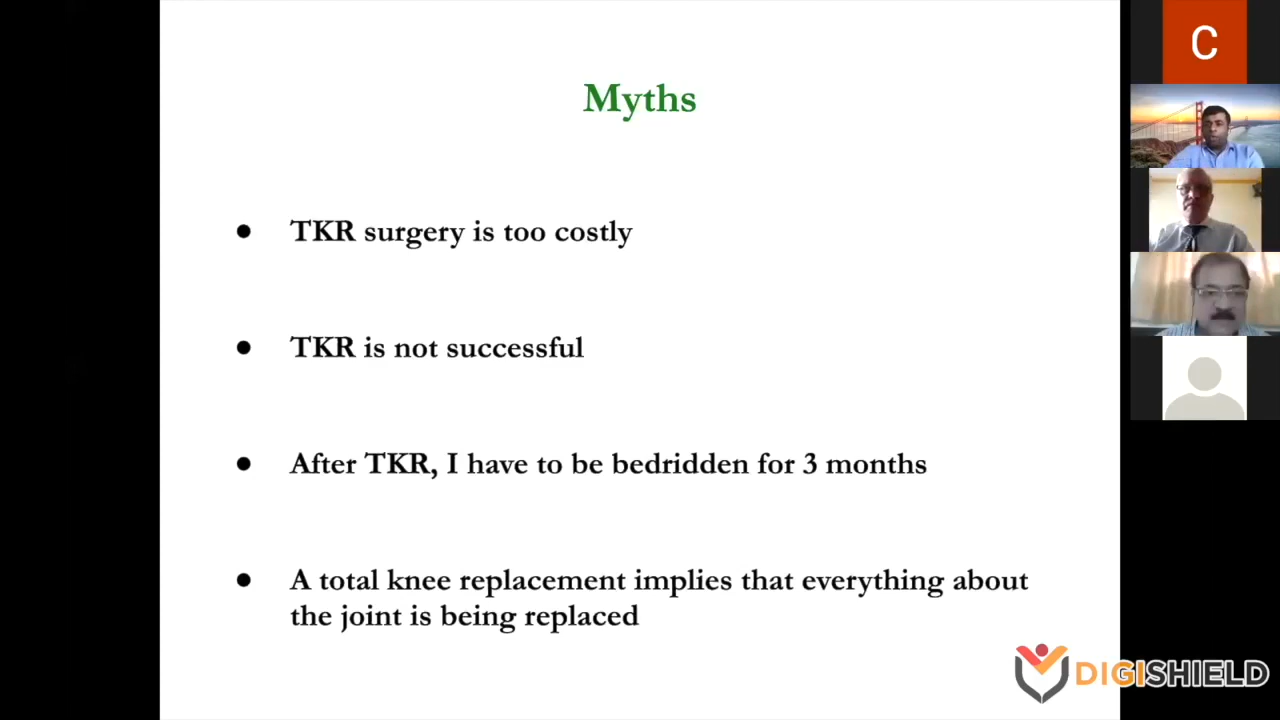 Myths
● TKR surgery is too costly
● TKR is not successful
● After TKR, I have to be bedridden for 3 months
● A total knee replacement implies that everything about
the joint is being replaced
C
DIGISHIELD